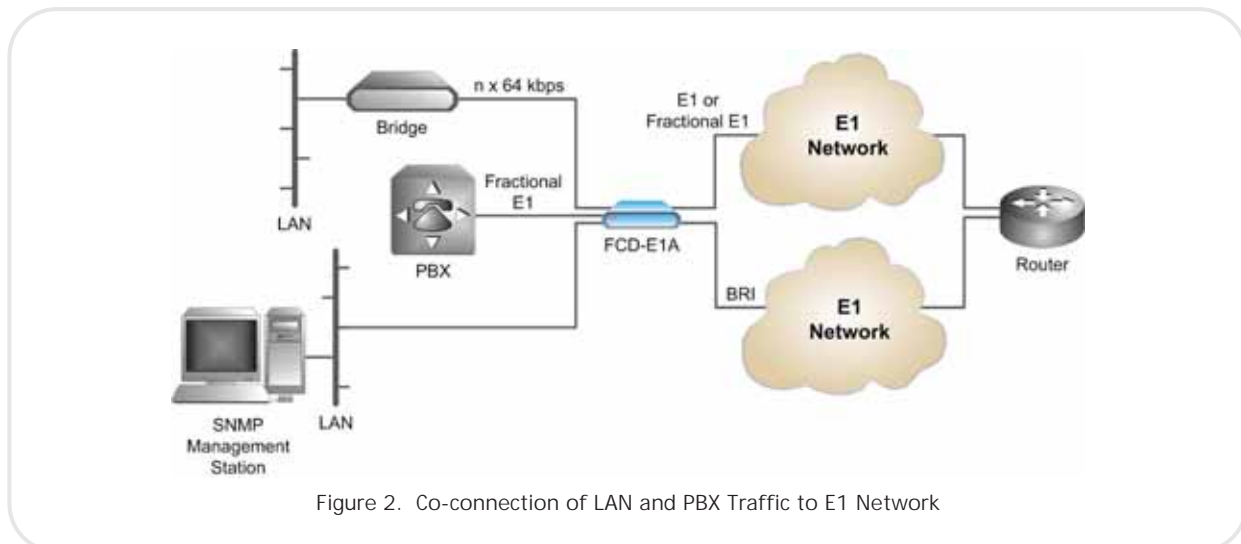 n x 64 kbps
Bridge
LAN
Fractional
E1
PBX
FCD-E1A
E1 or
Fractional E1
E1
Network
BRI
E1
Network
Router
SNMP
Management
Station
LAN
Figure 2. Co-connection of LAN and PBX Traffic to E1 Network